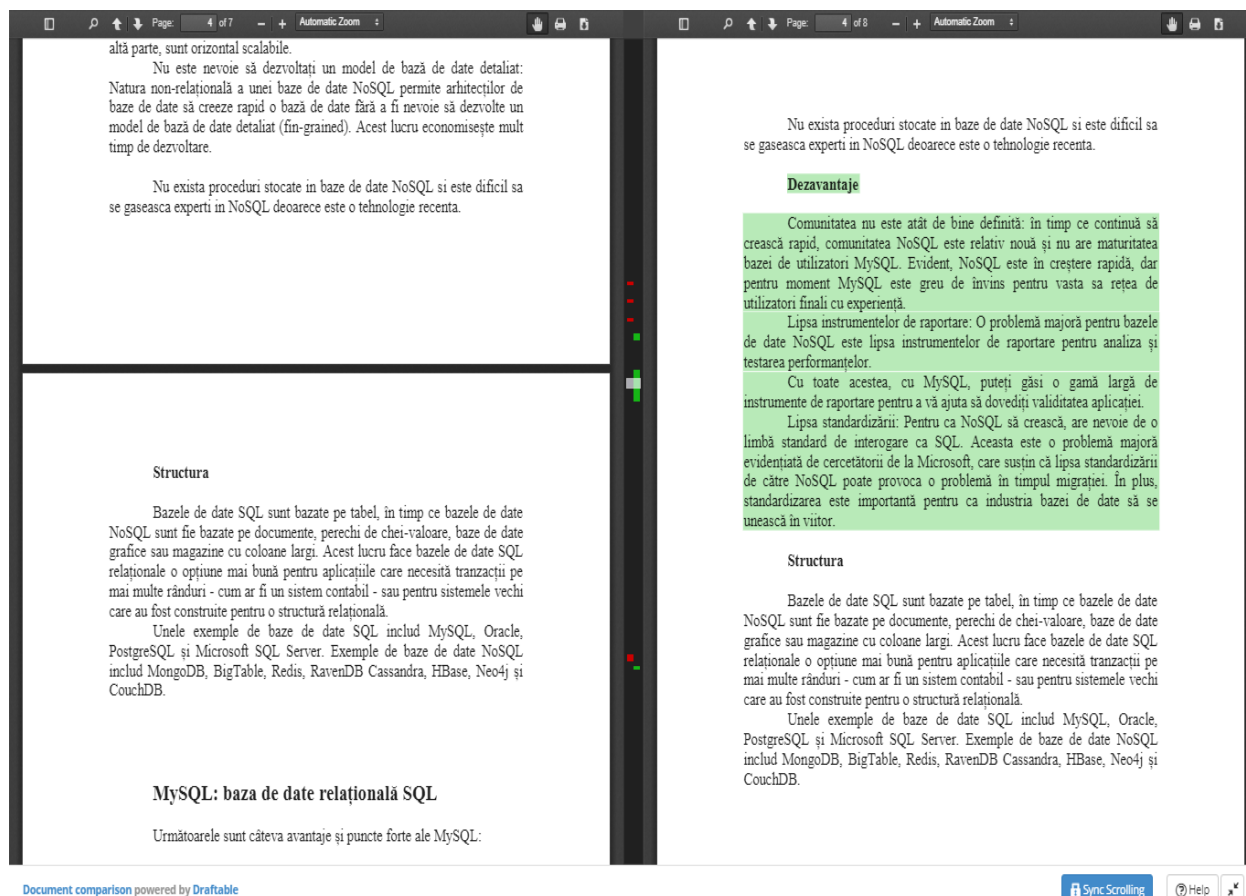 Page: 4 of 7 − + Automatic Zoom
altă parte, sunt orizontal scalabile.
Nu este nevoie să dezvoltați un model de bază de date detaliat:
Natura non-relațională a unei baze de date NoSQL permite arhitecților de
baze de date să creeze rapid o bază de date fără a fi nevoie să dezvolte un
model de bază de date detaliat (fin-grained). Acest lucru economisește mult
timp de dezvoltare.
Nu exista proceduri stocate in baze de date NoSQL si este dificil sa
se gaseasca experti in NoSQL deoarece este o tehnologie recenta.
Structura
Bazele de date SQL sunt bazate pe tabel, în timp ce bazele de date
NoSQL sunt fie bazate pe documente, perechi de chei-valoare, baze de date
grafice sau magazine cu coloane largi. Acest lucru face bazele de date SQL
relaționale o opțiune mai bună pentru aplicațiile care necesită tranzacții pe
mai multe rânduri - cum ar fi un sistem contabil - sau pentru sistemele vechi
care au fost construite pentru o structură relațională.
Unele exemple de baze de date SQL includ MySQL, Oracle,
PostgreSQL și Microsoft SQL Server. Exemple de baze de date NoSQL
includ MongoDB, BigTable, Redis, RavenDB Cassandra, HBase, Neo4j și
CouchDB.
MySQL: baza de date relațională SQL
Următoarele sunt câteva avantaje și puncte forte ale MySQL:
Page: 4 of 8 − + Automatic Zoom
Nu exista proceduri stocate in baze de date NoSQL si este dificil sa
se gaseasca experti in NoSQL deoarece este o tehnologie recenta.
Dezavantaje
Comunitatea nu este atât de bine definită: în timp ce continuă să
crească rapid, comunitatea NoSQL este relativ nouă și nu are maturitatea
bazei de utilizatori MySQL. Evident, NoSQL este în creștere rapidă, dar
pentru moment MySQL este greu de învins pentru vasta sa rețea de
utilizatori finali cu experiență.
Lipsa instrumentelor de raportare: O problemă majoră pentru bazele
de date NoSQL este lipsa instrumentelor de raportare pentru analiza și
testarea performanțelor.
Cu toate acestea, cu MySQL, puteți găsi o gamă largă de
instrumente de raportare pentru a vă ajuta să dovediți validitatea aplicației.
Lipsa standardizării: Pentru ca NoSQL să crească, are nevoie de o
limbă standard de interogare ca SQL. Aceasta este o problemă majoră
evidențiată de cercetătorii de la Microsoft, care susțin că lipsa standardizării
de către NoSQL poate provoca o problemă în timpul migrației. În plus,
standardizarea este importantă pentru ca industria bazei de date să se
unească în viitor.
Structura
Bazele de date SQL sunt bazate pe tabel, în timp ce bazele de date
NoSQL sunt fie bazate pe documente, perechi de chei-valoare, baze de date
grafice sau magazine cu coloane largi. Acest lucru face bazele de date SQL
relaționale o opțiune mai bună pentru aplicațiile care necesită tranzacții pe
mai multe rânduri - cum ar fi un sistem contabil - sau pentru sistemele vechi
care au fost construite pentru o structură relațională.
Unele exemple de baze de date SQL includ MySQL, Oracle,
PostgreSQL și Microsoft SQL Server. Exemple de baze de date NoSQL
includ MongoDB, BigTable, Redis, RavenDB Cassandra, HBase, Neo4j și
CouchDB.
Document comparison powered by Draftable
Sync Scrolling
Help